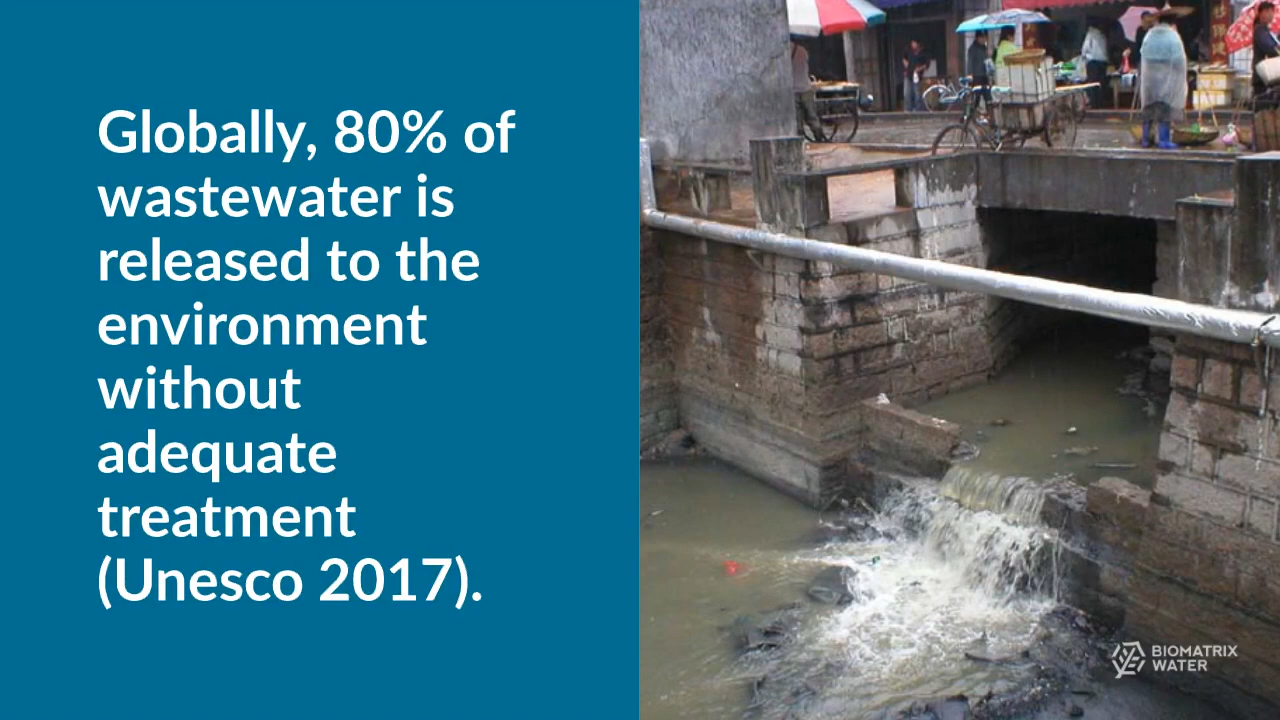 Globally, 80% of
wastewater is
released to the
environment
without
adequate
treatment
(Unesco 2017).
BIOMATRIX
WATER